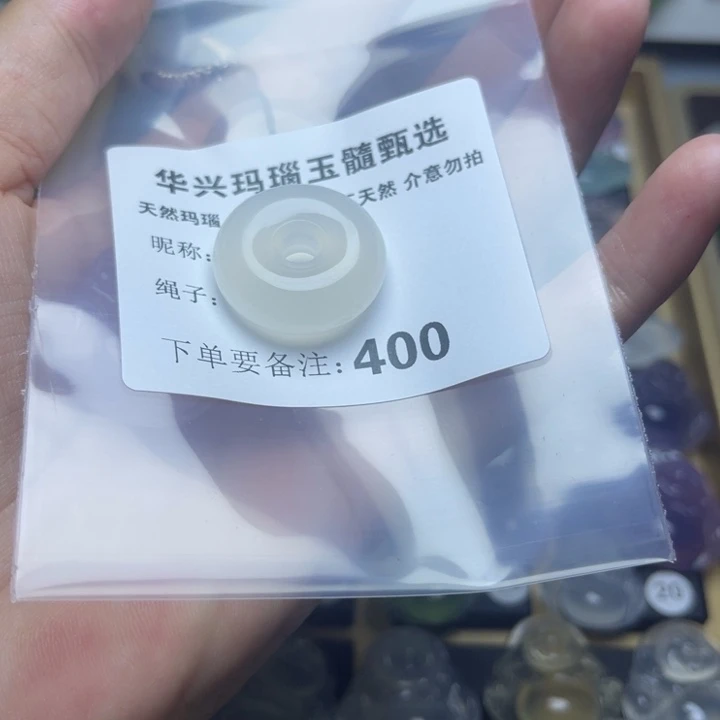 华兴玛瑙玉髓甄选
天然玛瑙 天然 介意勿拍
昵称:
绳子:
下单要备注: 400
20